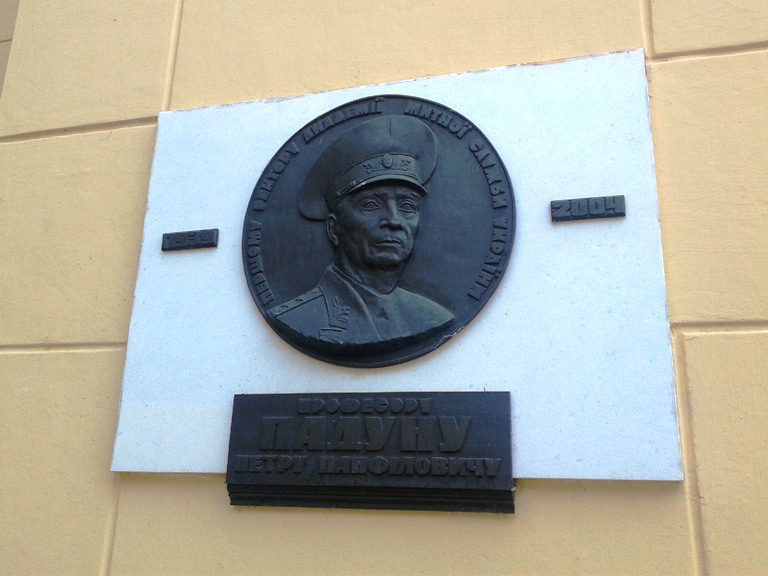 ПЕРШОМУ РЕКТОРУ АКАДЕМІЇ МИТНОЇ СЛУЖБИ УКРАЇНИ
2004
ПРОФЕСОРУ
ПАДУНУ
ПЕТРУ ПАНФІЛОВИЧУ